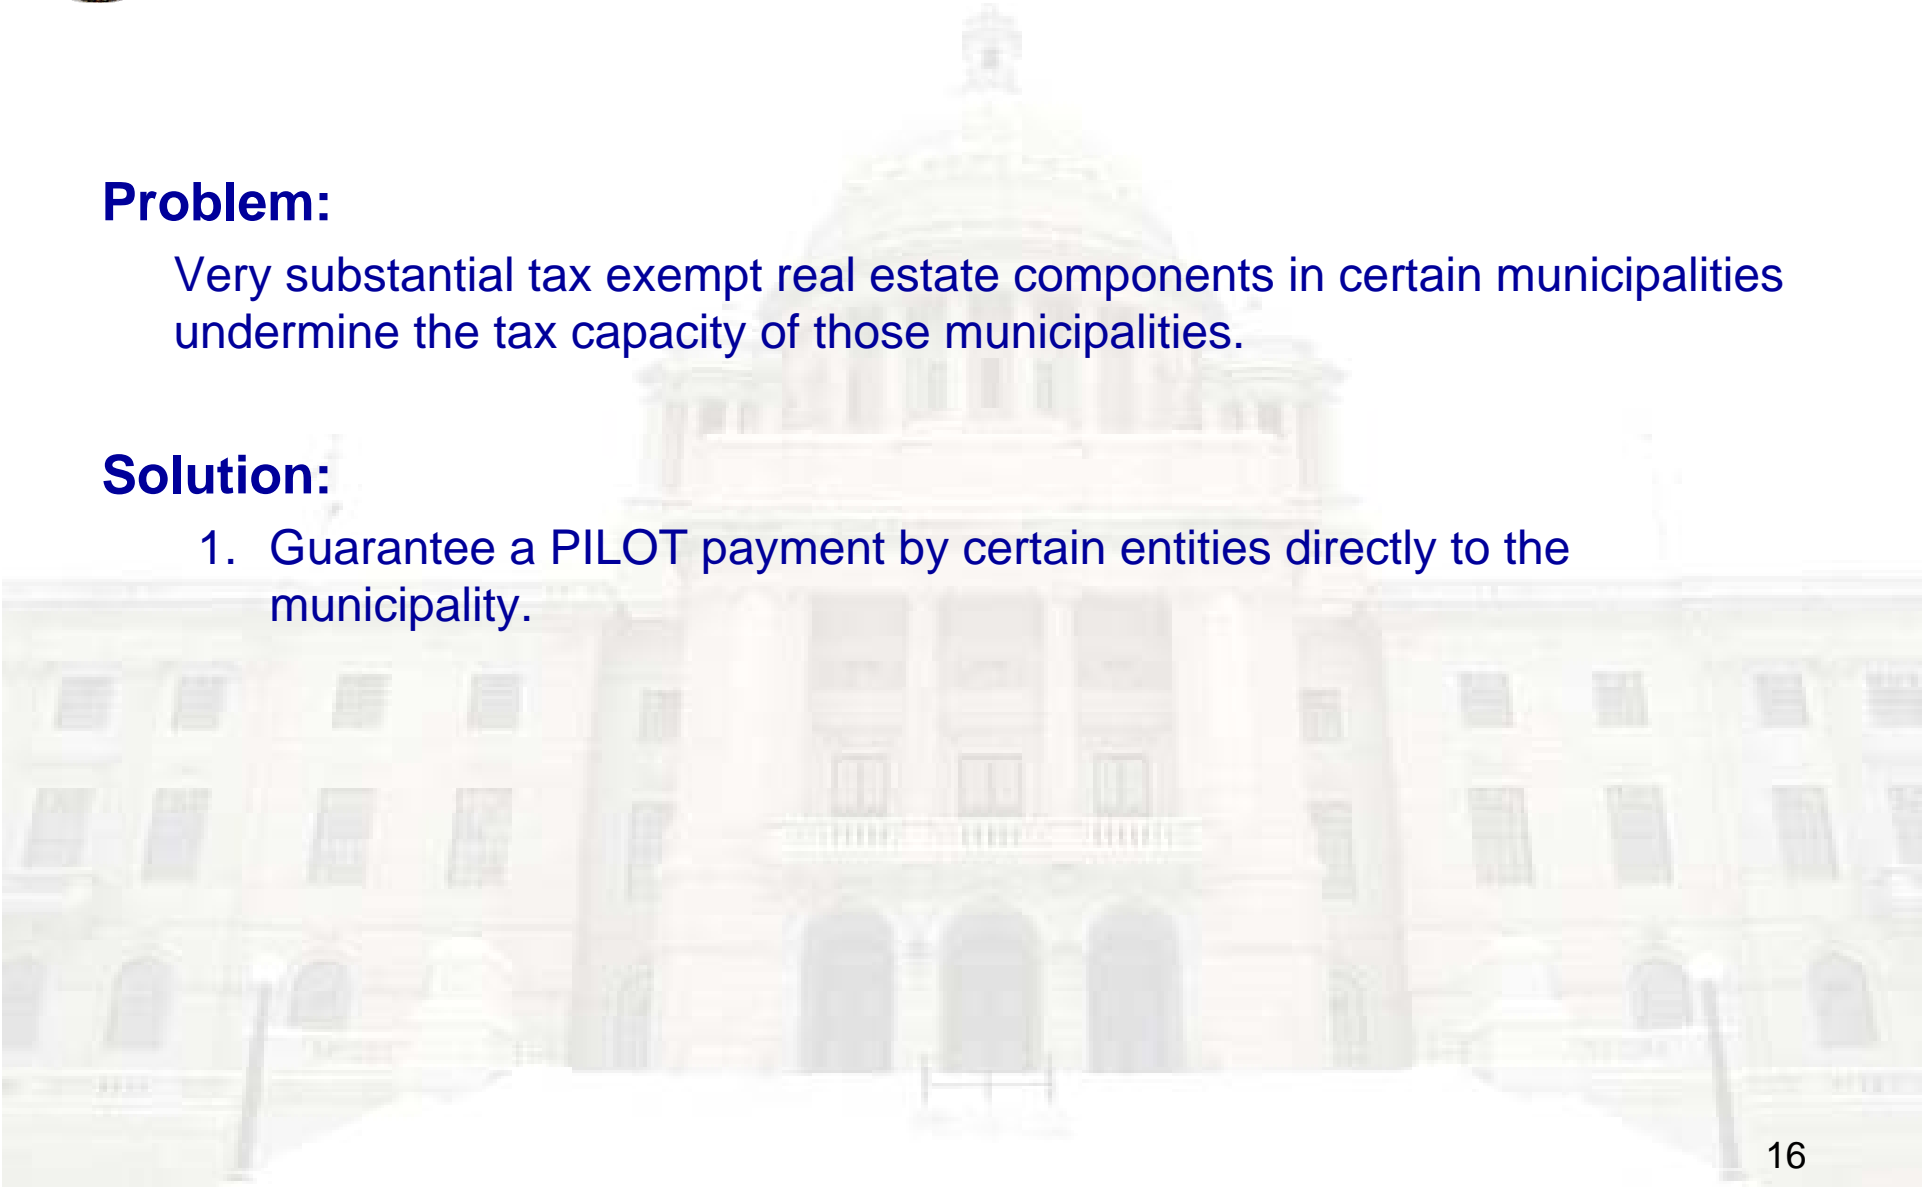 Problem:
Very substantial tax exempt real estate components in certain municipalities
undermine the tax capacity of those municipalities.
Solution:
1. Guarantee a PILOT payment by certain entities directly to the
municipality.
16